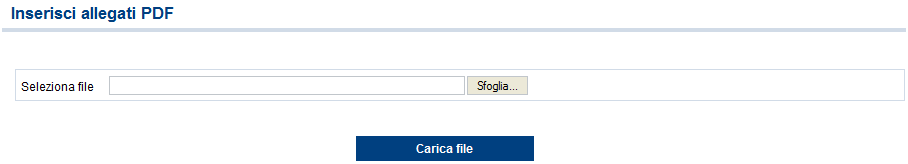 Inserisci allegati PDF
Seleziona file Sfoglia...
Carica file